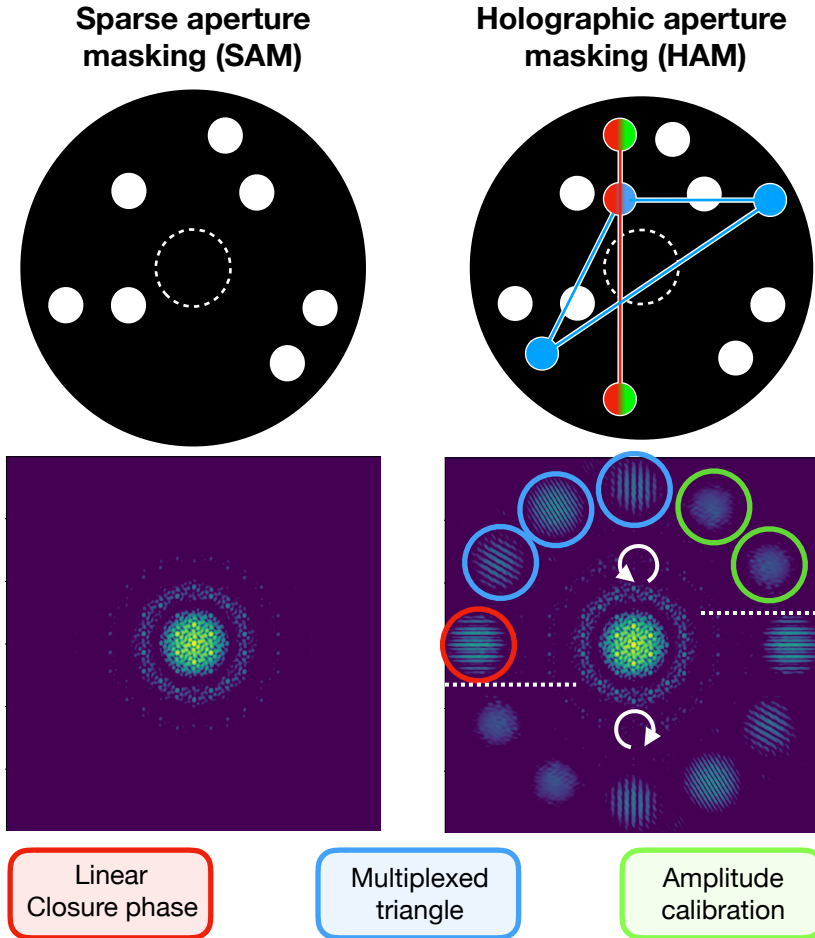 Sparse aperture
masking (SAM)
Holographic aperture
masking (HAM)
Linear
Closure phase
Multiplexed
triangle
Amplitude
calibration